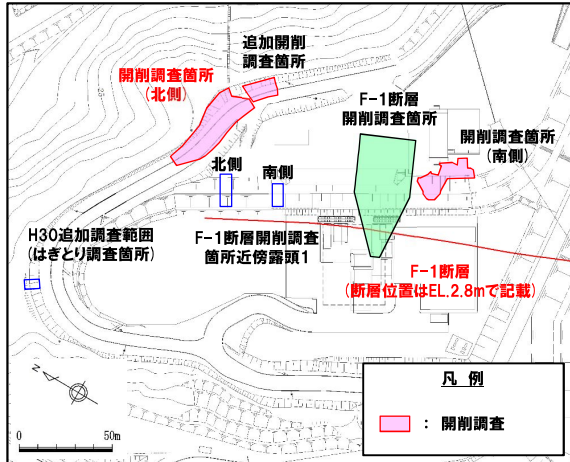 追加開削
調査箇所
開削調査箇所
(北側)
F-1断層
開削調査箇所
開削調査箇所
(南側)
北側
南側
H30追加調査範囲
(はぎとり調査箇所)
F-1断層開削調査
箇所近傍露頭1
F-1断層
(断層位置はEL.2.8mで記載)
N
0 50m
凡 例
: 開削調査